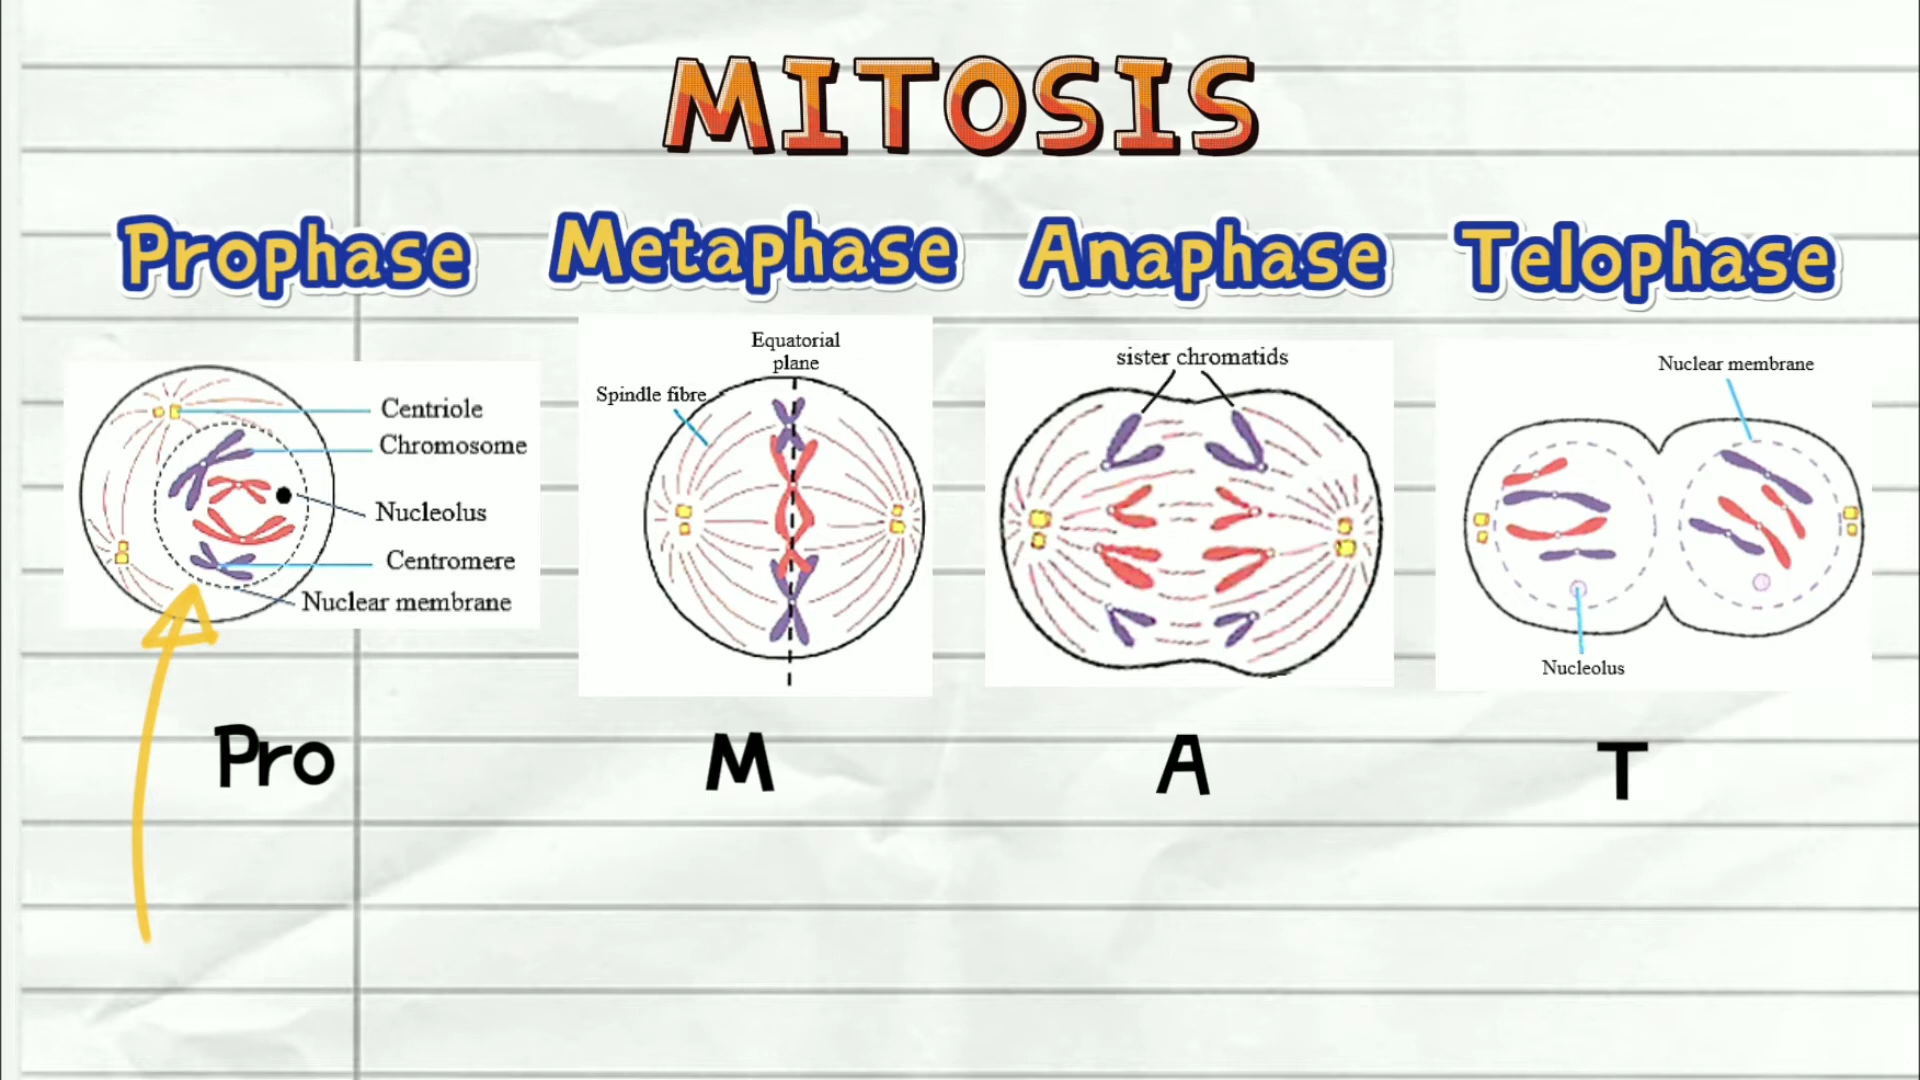 MITOSIS
Prophase
Metaphase
Anaphase
Telophase
Centriole
Chromosome
Nucleolus
Centromere
Nuclear membrane
Equatorial
plane
Spindle fibre
sister chromatids
Nuclear membrane
Nucleolus
Pro
M
A
T